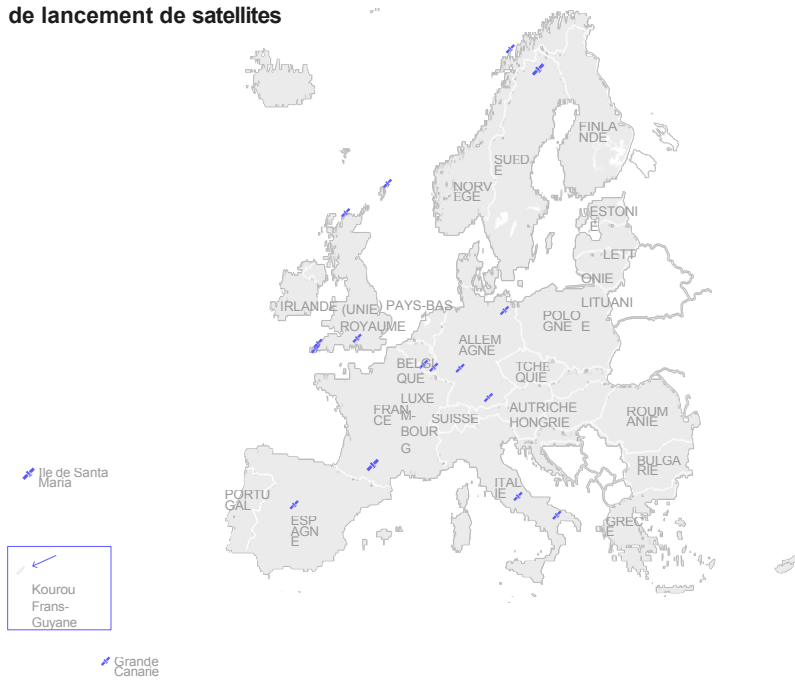 de lancement de satellites
FINLA
NDE
SUED
E
NORV
EGE
ESTONI
E
LETT
ONIE
LITUANI
E
IRLANDE
(UNIE)
ROYAUME
PAYS-BAS
POLO
GNE
ALLEM
AGNE
BELGI
QUE
TCHE
QUIE
LUXE
M-
BOUR
G
FRAN
CE
SUISSE
AUTRICHE
HONGRIE
ROUM
ANIE
BULGA
RIE
ITAL
IE
PORTU
GAL
ESP
AGN
E
GREC
E
Ile de Santa
Maria
Kourou
Frans-
Guyane
Grande
Canarie